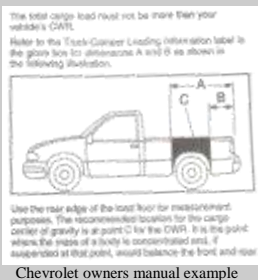 The total cargo load must not be more than your
vehicle's CWR.
Refer to the Truck-Camper Loading Information label in
the glove box for dimensions A and B as shown in
the following illustration.
A
C
B
Use the rear edge of the load floor for measurement
purposes. The recommended location for the cargo
center of gravity is at point C for the CWR. It is the point
where the mass of a body is concentrated and, if
suspended at that point, would balance the front and rear
Chevrolet owners manual example